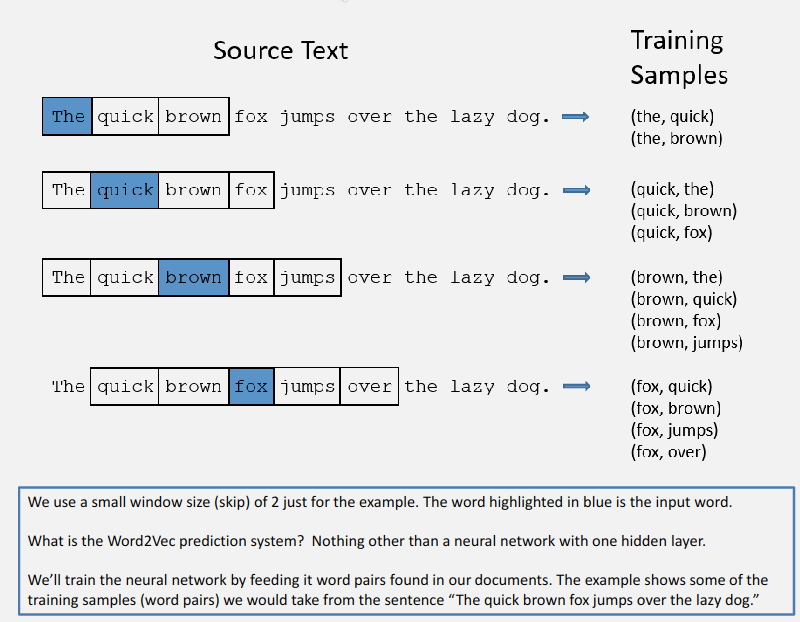 Source Text
Training
Samples
The quick brown fox jumps over the lazy dog.
(the, quick)
(the, brown)
The quick brown fox jumps over the lazy dog.
(quick, the)
(quick, brown)
(quick, fox)
The quick brown fox jumps over the lazy dog.
(brown, the)
(brown, quick)
(brown, fox)
(brown, jumps)
The quick brown fox jumps over the lazy dog.
(fox, quick)
(fox, brown)
(fox, jumps)
(fox, over)
We use a small window size (skip) of 2 just for the example. The word highlighted in blue is the input word.
What is the Word2Vec prediction system?  Nothing other than a neural network with one hidden layer.
We’ll train the neural network by feeding it word pairs found in our documents. The example shows some of the
training samples (word pairs) we would take from the sentence “The quick brown fox jumps over the lazy dog.”